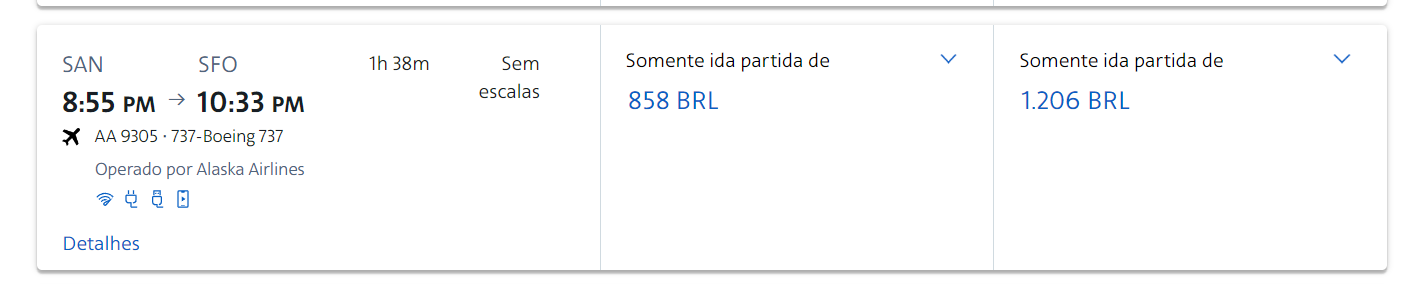 SAN SFO 1h 38m Sem
escalas
8:55 PM → 10:33 PM
AA 9305 • 737-Boeing 737
Operado por Alaska Airlines
Detalhes
Somente ida partida de
858 BRL
Somente ida partida de
1.206 BRL